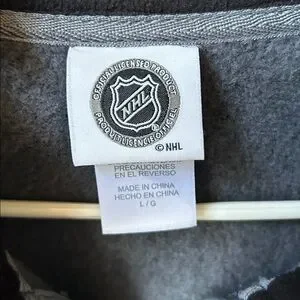 OFFICIAL LICENSED PRODUCT
NHL
®
PRODUIT LICENCIÉ OFFICIEL
© NHL
PRECAUCIONES
EN EL REVERSO
MADE IN CHINA
HECHO EN CHINA
L / G